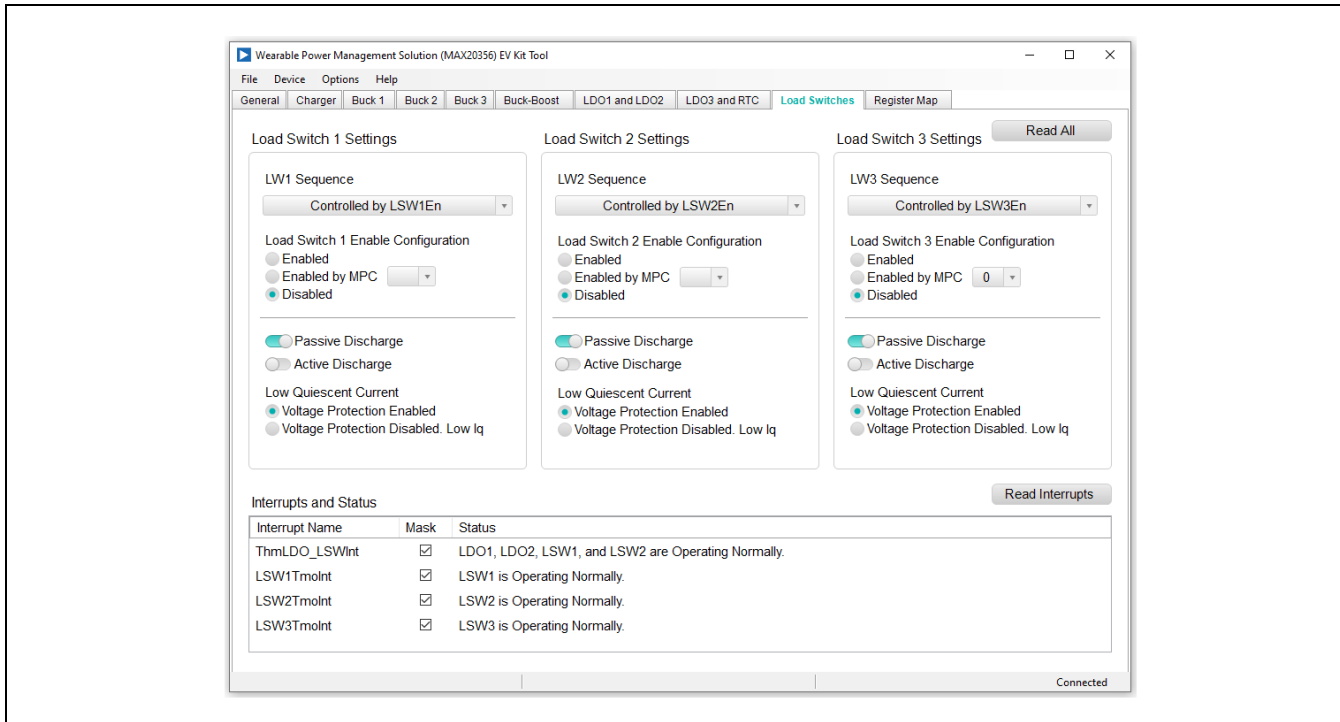 Wearable Power Management Solution (MAX20356) EV Kit Tool
File Device Options Help
General Charger Buck 1 Buck 2 Buck 3 Buck-Boost LDO1 and LDO2 LDO3 and RTC Load Switches Register Map
Read All
Load Switch 1 Settings
LW1 Sequence
Controlled by LSW1En
Load Switch 1 Enable Configuration
Enabled
Enabled by MPC
Disabled
Passive Discharge
Active Discharge
Low Quiescent Current
Voltage Protection Enabled
Voltage Protection Disabled. Low Iq
Load Switch 2 Settings
LW2 Sequence
Controlled by LSW2En
Load Switch 2 Enable Configuration
Enabled
Enabled by MPC
Disabled
Passive Discharge
Active Discharge
Low Quiescent Current
Voltage Protection Enabled
Voltage Protection Disabled. Low Iq
Load Switch 3 Settings
LW3 Sequence
Controlled by LSW3En
Load Switch 3 Enable Configuration
Enabled
Enabled by MPC 0
Disabled
Passive Discharge
Active Discharge
Low Quiescent Current
Voltage Protection Enabled
Voltage Protection Disabled. Low Iq
Interrupts and Status
Read Interrupts
Interrupt Name Mask Status
ThmLDO_LSWInt LDO1, LDO2, LSW1, and LSW2 are Operating Normally.
LSW1TmoInt LSW1 is Operating Normally.
LSW2TmoInt LSW2 is Operating Normally.
LSW3TmoInt LSW3 is Operating Normally.
Connected